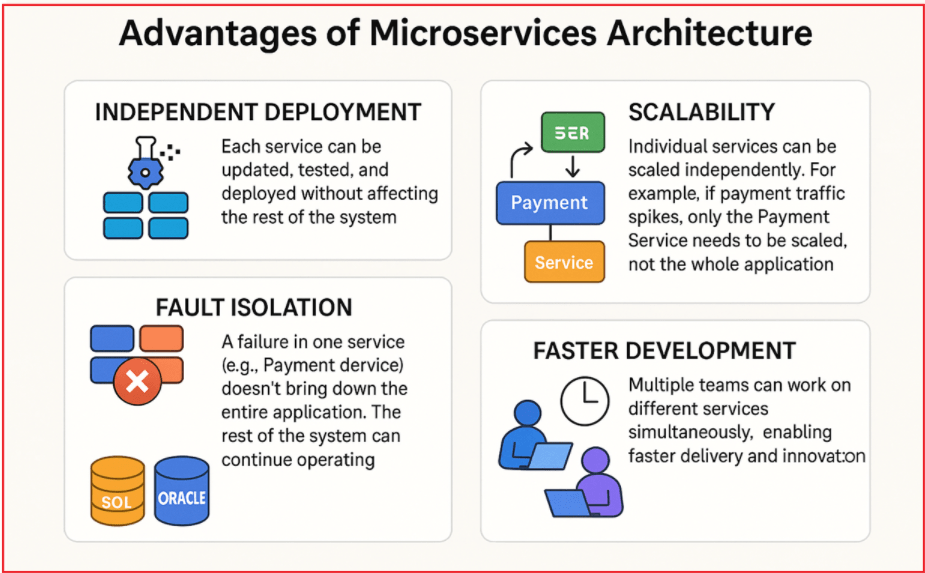 Advantages of Microservices Architecture
INDEPENDENT DEPLOYMENT
Each service can be
updated, tested, and
deployed without affecting
the rest of the system
SCALABILITY
SER
Payment
Service
Individual services can be
scaled independently. For
example, if payment traffic
spikes, only the Payment
Service needs to be scaled,
not the whole application
FAULT ISOLATION
A failure in one service
(e.g., Payment dervice)
doesn't bring down the
entire application. The
rest of the system can
continue operating
SOL
ORACLE
FASTER DEVELOPMENT
Multiple teams can work on
different services
simultaneously, enabling
faster delivery and innovation